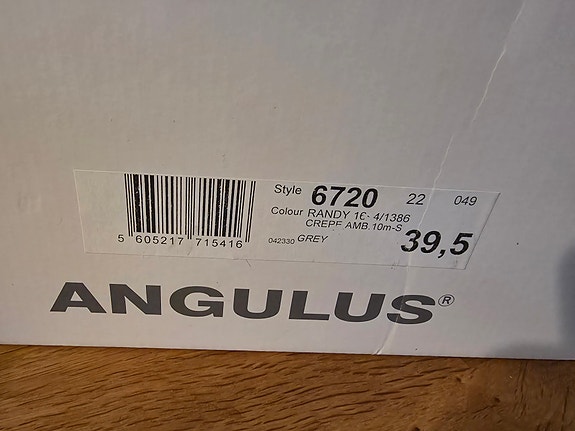 Style 6720 22 049
Colour RANDY 1€- 4/1386
CREPE AMB.10m-S
042330 GREY 39,5
5 605217 715416
ANGULUS®